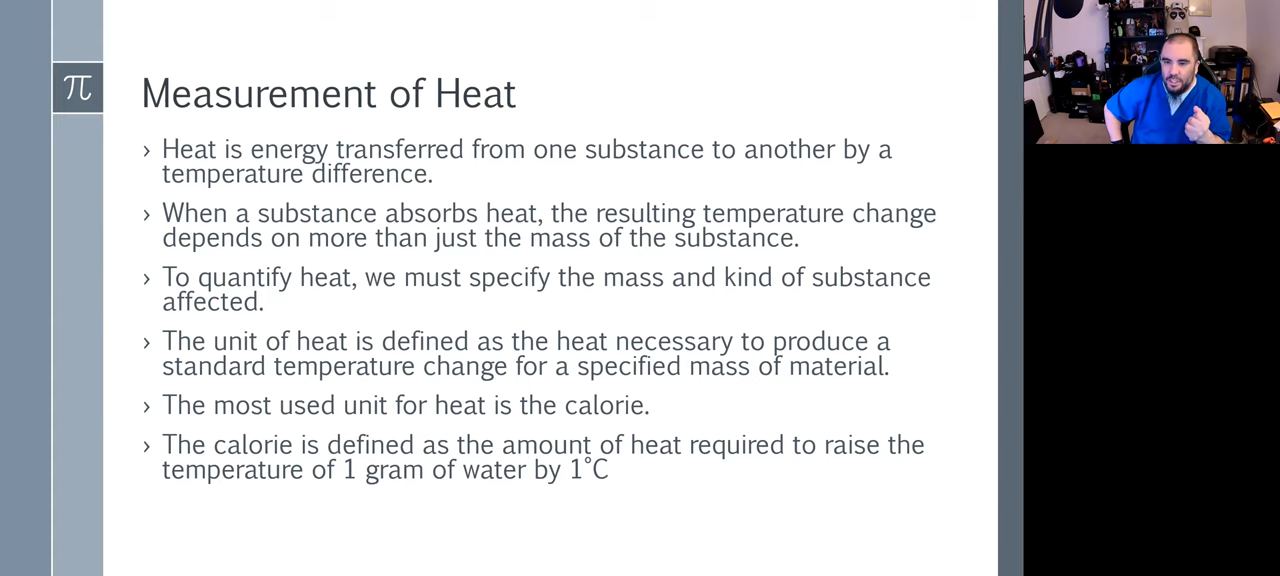 π
Measurement of Heat
› Heat is energy transferred from one substance to another by a
temperature difference.
› When a substance absorbs heat, the resulting temperature change
depends on more than just the mass of the substance.
› To quantify heat, we must specify the mass and kind of substance
affected.
› The unit of heat is defined as the heat necessary to produce a
standard temperature change for a specified mass of material.
› The most used unit for heat is the calorie.
› The calorie is defined as the amount of heat required to raise the
temperature of 1 gram of water by 1°C